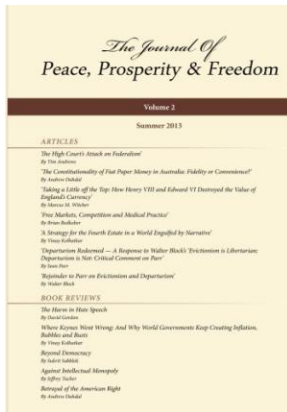 The Journal Of
Peace, Prosperity & Freedom
Volume 2
Summer 2013
ARTICLES
'The High Court's Attack on Federalism'
By Tim Andrews
'The Constitutionality of Fiat Paper Money in Australia: Fidelity or Convenience?'
By Andrew Dahdal
'Taking a Little off the Top: How Henry VIII and Edward VI Destroyed the Value of
England's Currency'
By Marcus M. Witcher
'Free Markets, Competition and Medical Practice'
By Brian Bedkober
'A Strategy for the Fourth Estate in a World Engulfed by Narrative'
By Vinay Kolhatkar
'Departurism Redeemed — A Response to Walter Block's 'Evictionism is Libertarian;
Departurism is Not: Critical Comment on Parr'
By Sean Parr
'Rejoinder to Parr on Evictionism and Departurism'
By Walter Block
BOOK REVIEWS
The Harm in Hate Speech
By David Gordon
Where Keynes Went Wrong: And Why World Governments Keep Creating Inflation,
Bubbles and Busts
By Vinay Kolhatkar
Beyond Democracy
By Sukrit Sabhlok
Against Intellectual Monopoly
By Jeffrey Tucker
Betrayal of the American Right
By Andrew Dahdal